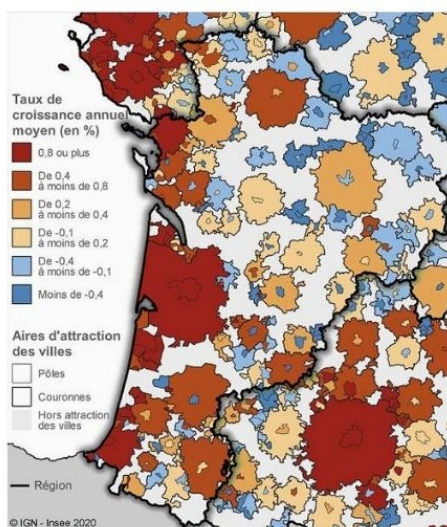 Taux de
croissance annuel
moyen (en %)
0,8 ou plus
De 0,4
à moins de 0,8
De 0,2
à moins de 0,4
De -0,1
à moins de 0,2
De -0,4
à moins de -0,1
Moins de -0,4
Aires d'attraction
des villes
Pôles
Couronnes
Hors attraction
des villes
Région
© IGN - Insee 2020